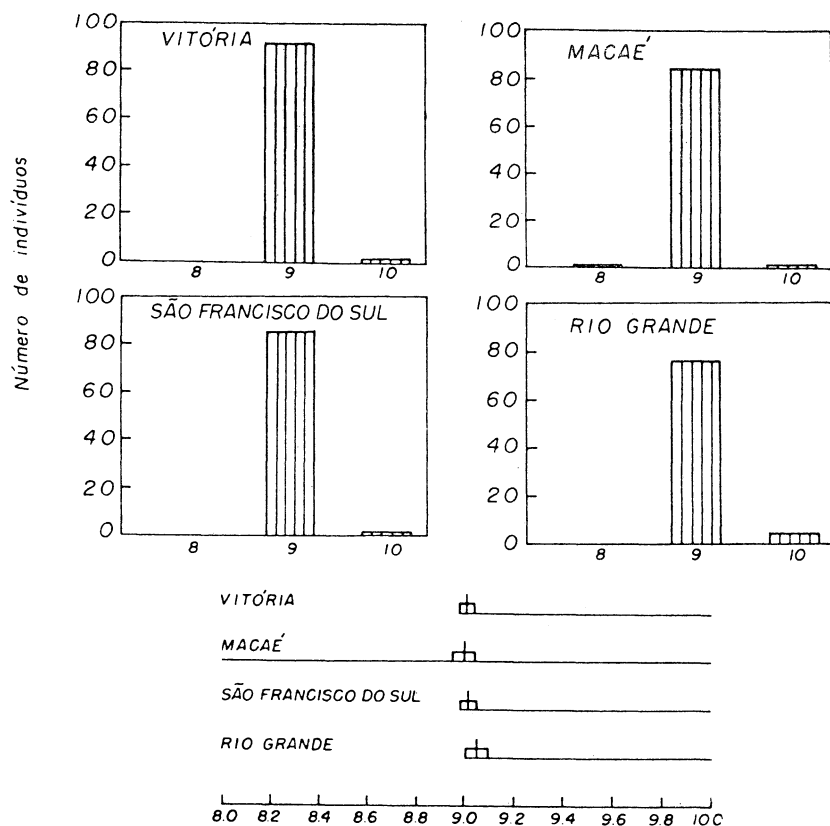 Número de indivíduos
VITÓRIA
100
80
60
40
20
0
8 9 10
MACAÉ
100
80
60
40
20
0
8 9 10
SÃO FRANCISCO DO SUL
100
80
60
40
20
0
8 9 10
RIO GRANDE
100
80
60
40
20
0
8 9 10
VITÓRIA
MACAÉ
SÃO FRANCISCO DO SUL
RIO GRANDE
8.0 8.2 8.4 8.6 8.8 9.0 9.2 9.4 9.6 9.8 10.0